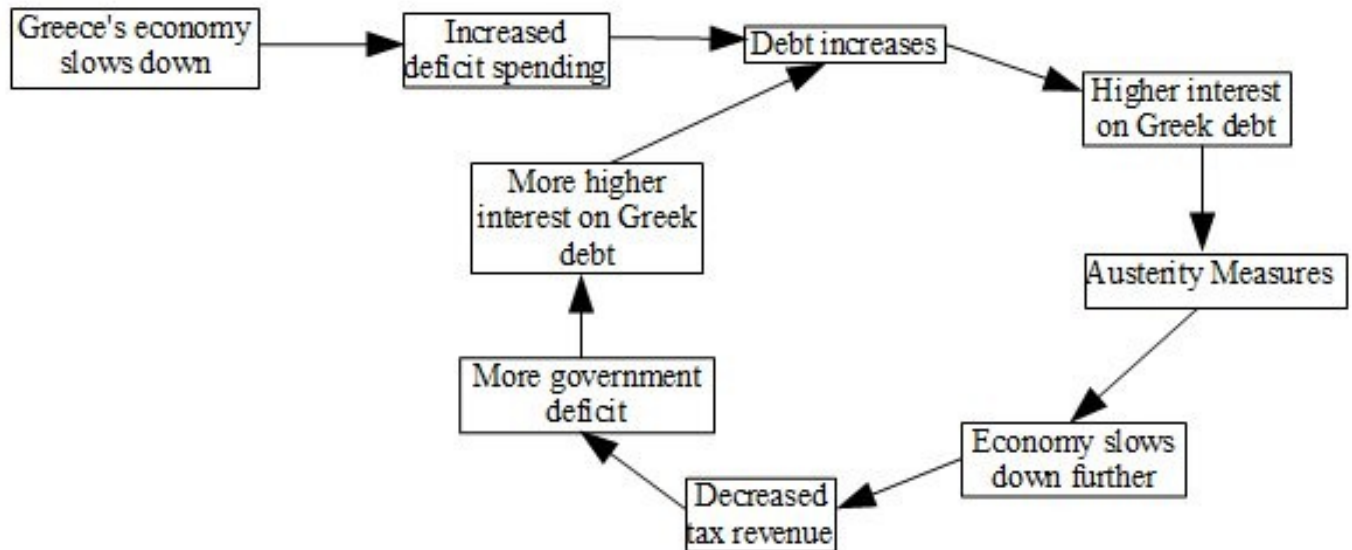 Greece's economy
slows down
Increased
deficit spending
Debt increases
Higher interest
on Greek debt
Austerity Measures
Economy slows
down further
Decreased
tax revenue
More government
deficit
More higher
interest on Greek
debt